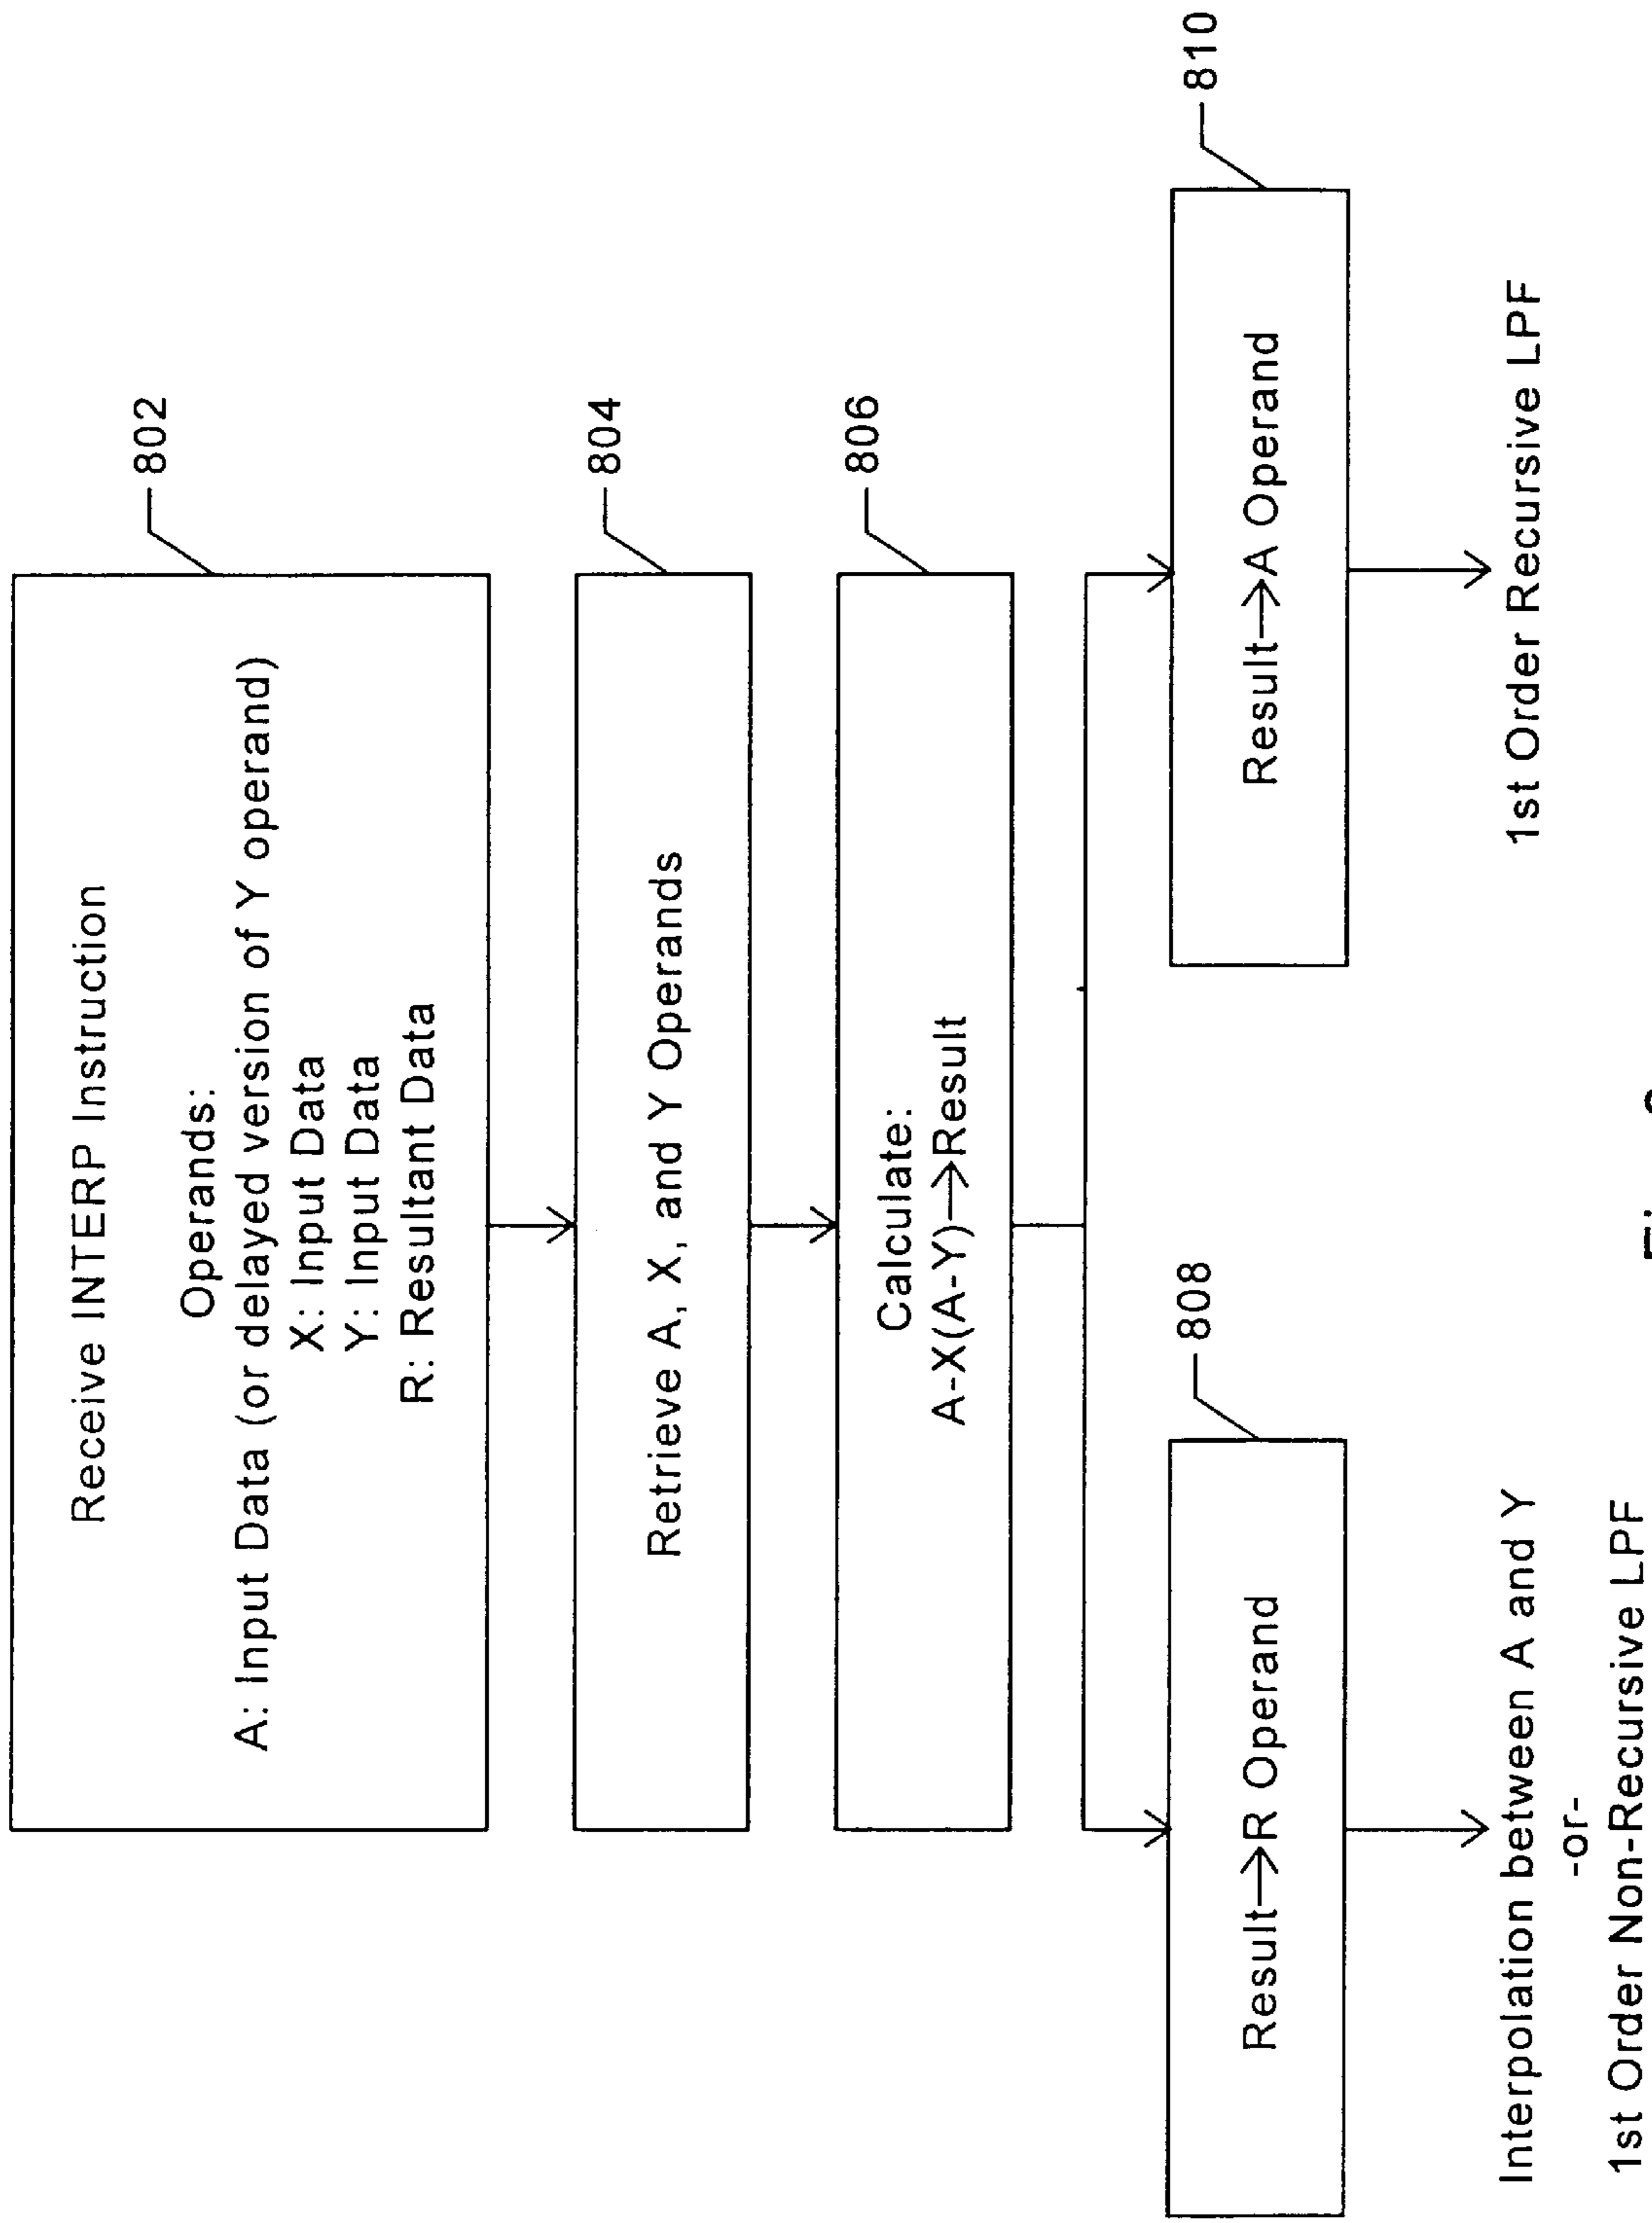 Receive INTERP Instruction
802
Operands:
A: Input Data (or delayed version of Y operand)
X: Input Data
Y: Input Data
R: Resultant Data
804
Retrieve A, X, and Y Operands
806
Calculate:
A-X(A-Y)→Result
808
Result→R Operand
810
Result→A Operand
Interpolation between A and Y
-or-
1st Order Non-Recursive LPF
1st Order Recursive LPF